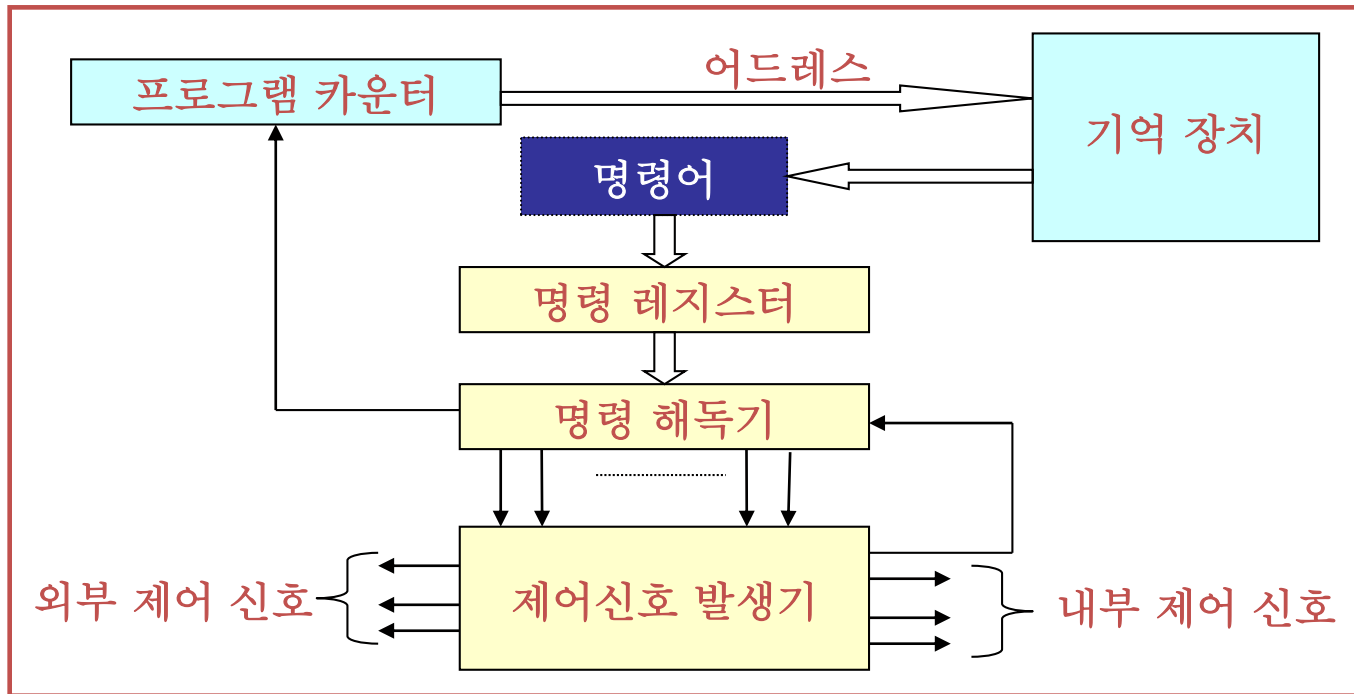 어드레스
프로그램 카운터
기억 장치
명령어
명령 레지스터
명령 해독기
제어신호 발생기
외부 제어 신호
내부 제어 신호